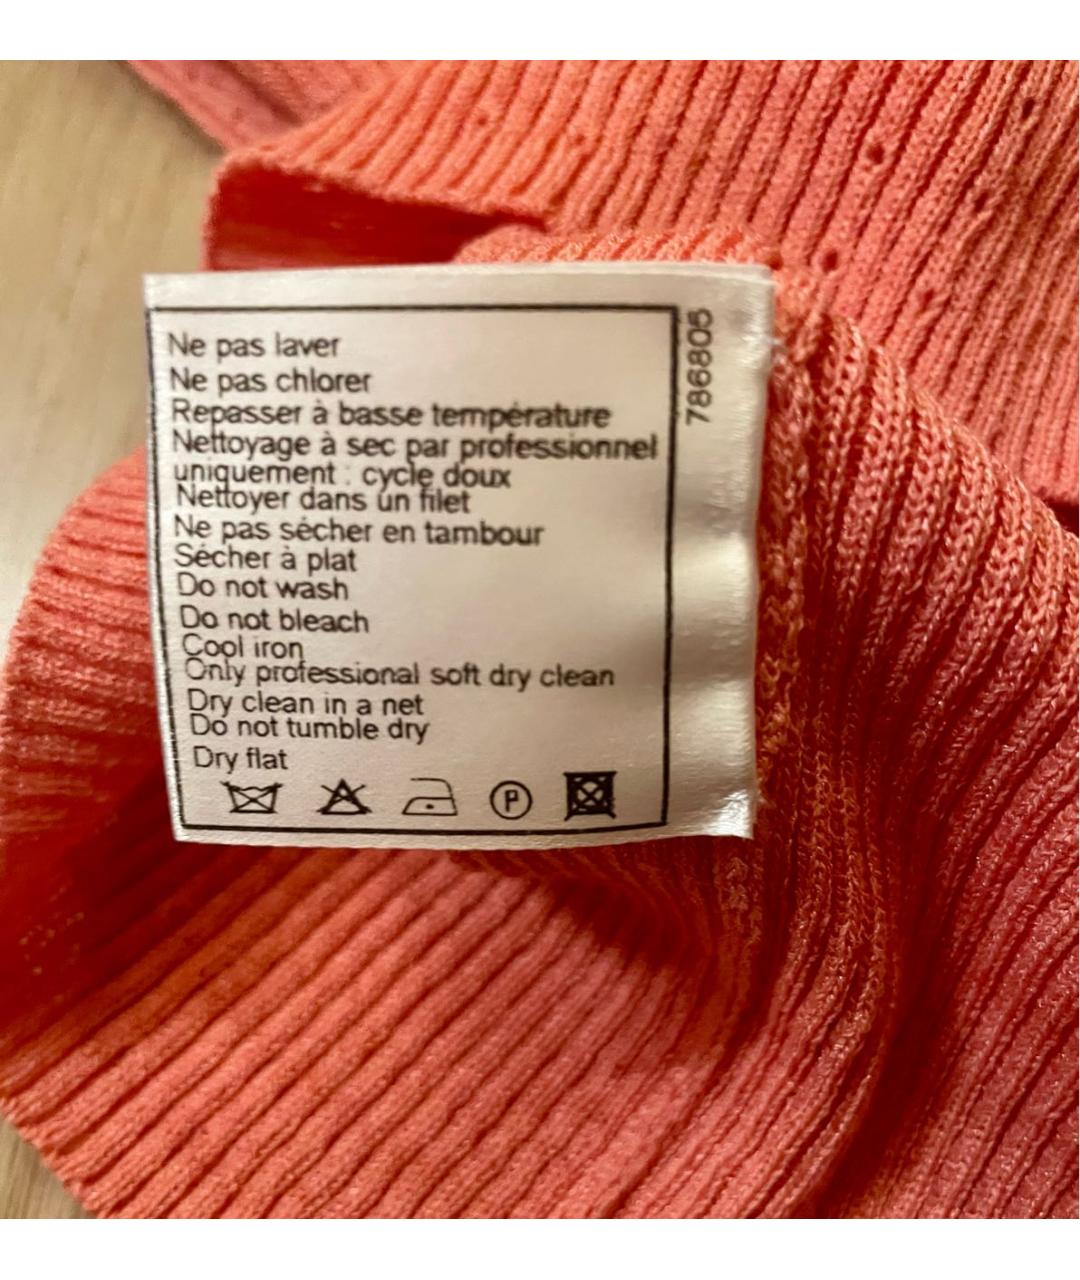 Ne pas laver
Ne pas chlorer
Repasser à basse température
Nettoyage à sec par professionnel
uniquement : cycle doux
Nettoyer dans un filet
Ne pas sécher en tambour
Sécher à plat
Do not wash
Do not bleach
Cool iron
Only professional soft dry clean
Dry clean in a net
Do not tumble dry
Dry flat
P
786805